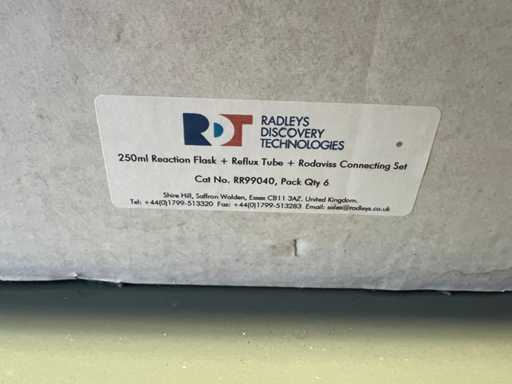 RDT
RADLEYS
DISCOVERY
TECHNOLOGIES
250ml Reaction Flask + Reflux Tube + Rodaviss Connecting Set
Cat No. RR99040, Pack Qty 6
Shire Hill, Saffron Walden, Essex CB11 3AZ. United Kingdom.
Tel: +44(0)1799-513320 Fax: +44(0)1799-513283 Email: sales@radleys.co.uk